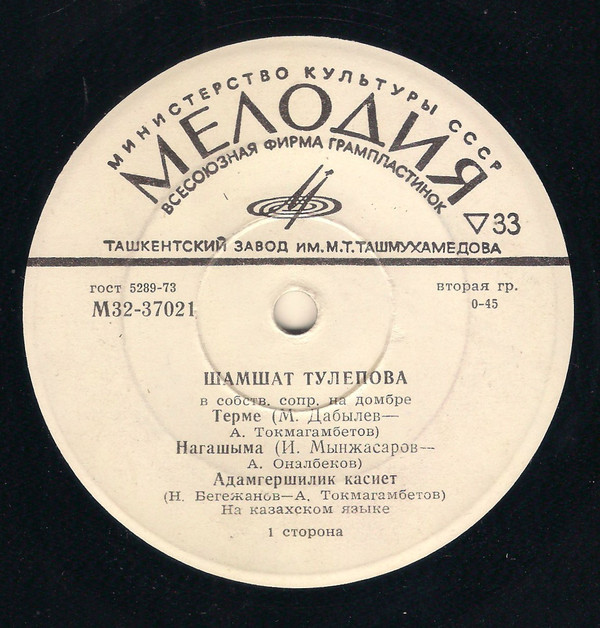 МИНИСТЕРСТВО КУЛЬТУРЫ СССР
МЕЛОДИЯ
ВСЕСОЮЗНАЯ ФИРМА ГРАМПЛАСТИНОК
▽33
ТАШКЕНТСКИЙ ЗАВОД ИМ. М.Т. ТАШМУХАМЕДОВА
гост 5289-73
вторая гр.
М32-37021
0-45
ШАМШАТ ТУЛЕПОВА
в собств. сопр. на домбре
Терме (М. Дабылев—
А. Токмагамбетов)
Нагашыма (И. Мынжасаров—
А. Оналбеков)
Адамгершилик касиет
(Н. Бегежанов—А. Токмагамбетов)
На казахском языке
1 сторона